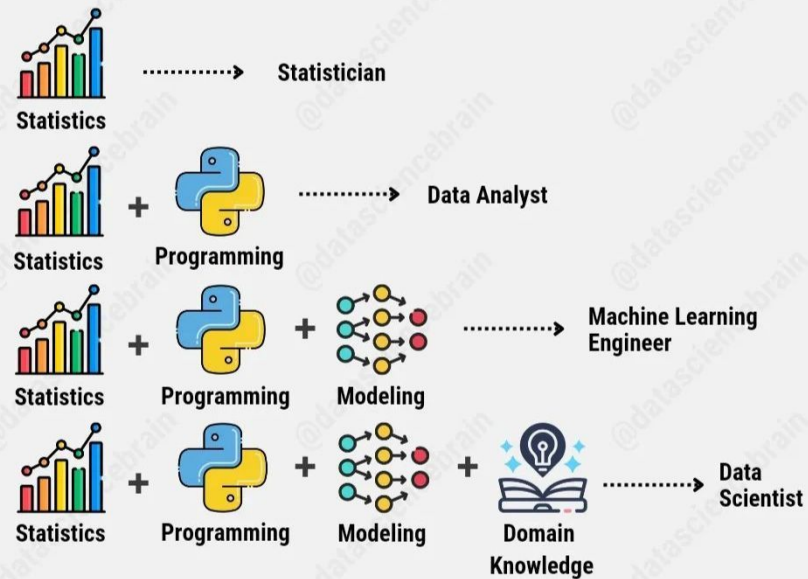 Statistician
Statistics
Data Analyst
Statistics
Programming
Machine Learning
Engineer
Statistics
Programming
Modeling
Data
Scientist
Statistics
Programming
Modeling
Domain
Knowledge
@datasciencebrain